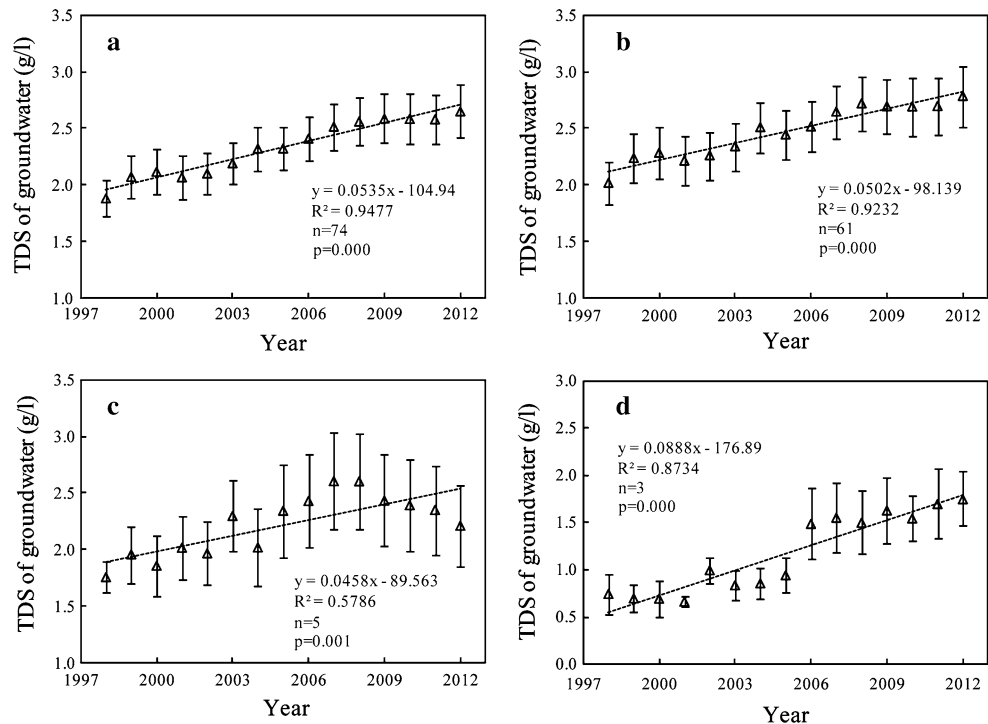 a
TDS of groundwater (g/l)
3.5
3.0
2.5
2.0
1.5
1.0
y = 0.0535x - 104.94
R² = 0.9477
n=74
p=0.000
1997 2000 2003 2006 2009 2012
Year
b
TDS of groundwater (g/l)
3.5
3.0
2.5
2.0
1.5
1.0
y = 0.0502x - 98.139
R² = 0.9232
n=61
p=0.000
1997 2000 2003 2006 2009 2012
Year
c
TDS of groundwater (g/l)
3.5
3.0
2.5
2.0
1.5
1.0
y = 0.0458x - 89.563
R² = 0.5786
n=5
p=0.001
1997 2000 2003 2006 2009 2012
Year
d
TDS of groundwater (g/l)
3.0
2.5
2.0
1.5
1.0
0.5
0.0
y = 0.0888x - 176.89
R² = 0.8734
n=3
p=0.000
1997 2000 2003 2006 2009 2012
Year